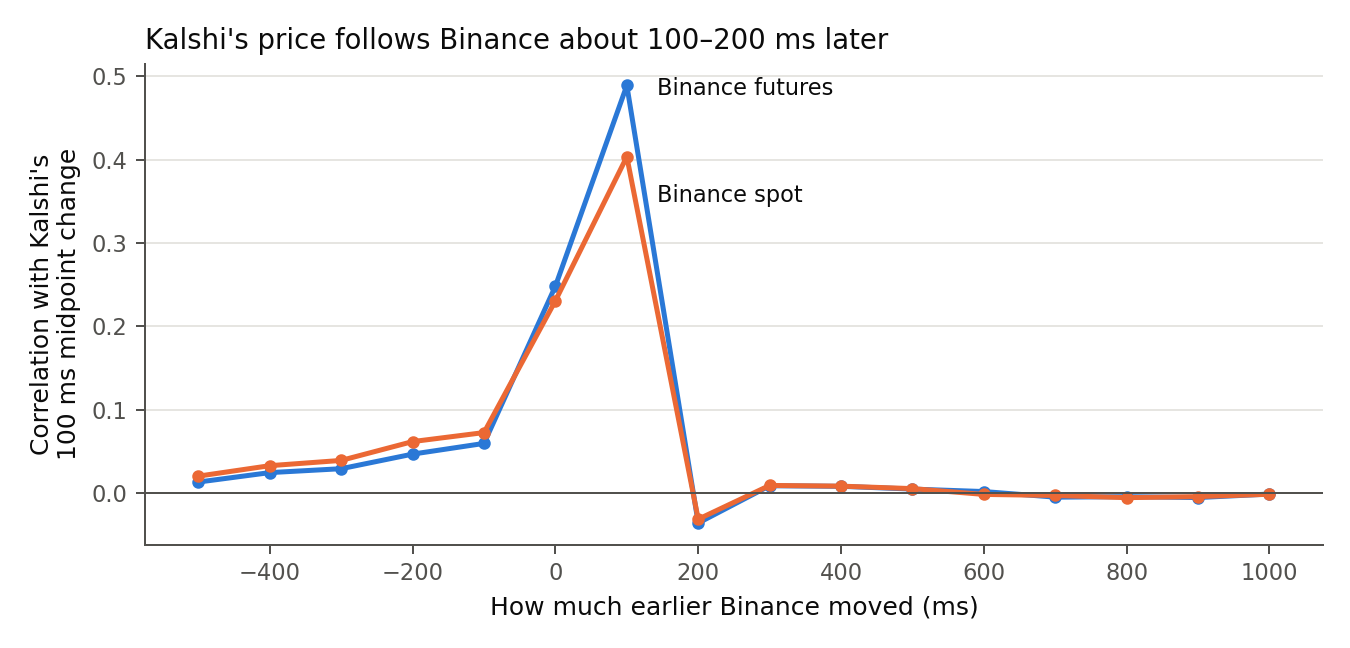 Kalshi's price follows Binance about 100–200 ms later
Correlation with Kalshi's
100 ms midpoint change
0.5
0.4
0.3
0.2
0.1
0.0
Binance futures
Binance spot
−400
−200
0
200
400
600
800
1000
How much earlier Binance moved (ms)